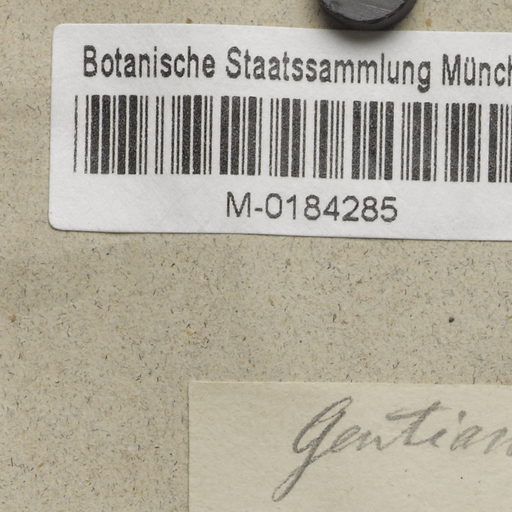 Botanische Staatssammlung Münch
M-0184285
Gentian